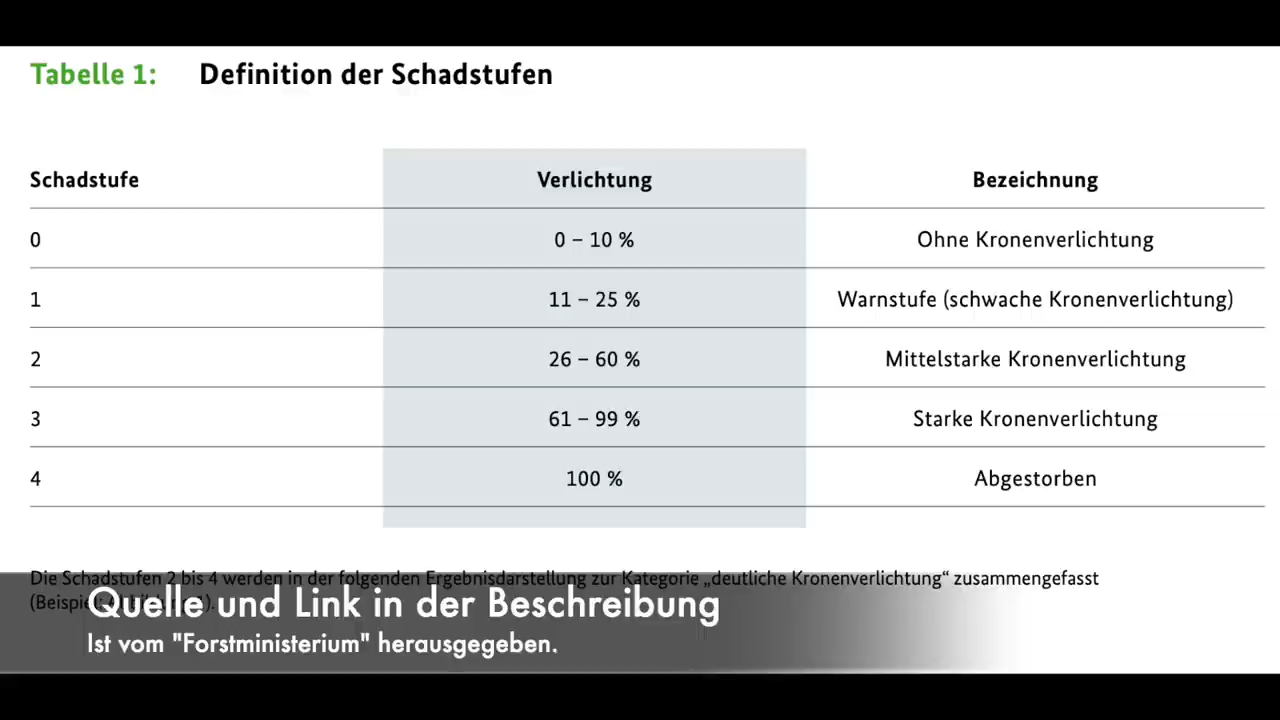 Tabelle 1: Definition der Schadstufen
Schadstufe Verlichtung Bezeichnung
0 0 – 10 % Ohne Kronenverlichtung
1 11 – 25 % Warnstufe (schwache Kronenverlichtung)
2 26 – 60 % Mittelstarke Kronenverlichtung
3 61 – 99 % Starke Kronenverlichtung
4 100 % Abgestorben
Die Schadstufen 2 bis 4 werden in der folgenden Ergebnisdarstellung zur Kategorie „deutliche Kronenverlichtung“ zusammengefasst
(Beispiel:
Quelle und Link in der Beschreibung
Ist vom "Forstministerium" herausgegeben.